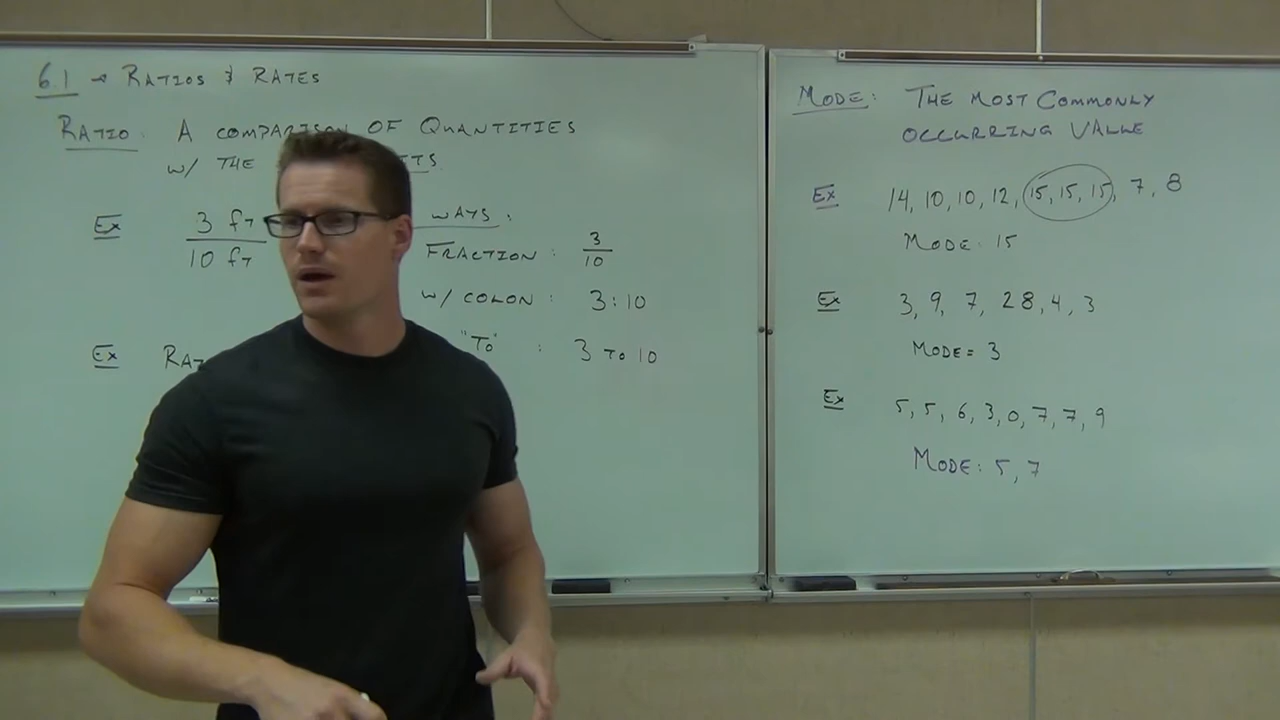 6.1 → RATIOS & RATES
RATIO: A COMPARISON OF QUANTITIES
W/ THE
Ex 3 ft
10 ft
WAYS:
FRACTION: 3/10
W/ COLON: 3:10
"TO": 3 TO 10
Ex
MODE: THE MOST COMMONLY
OCCURRING VALUE
Ex 14, 10, 10, 12, 15, 15, 15, 7, 8
MODE: 15
Ex 3, 9, 7, 28, 4, 3
MODE = 3
Ex 5, 5, 6, 3, 0, 7, 7, 9
MODE: 5, 7